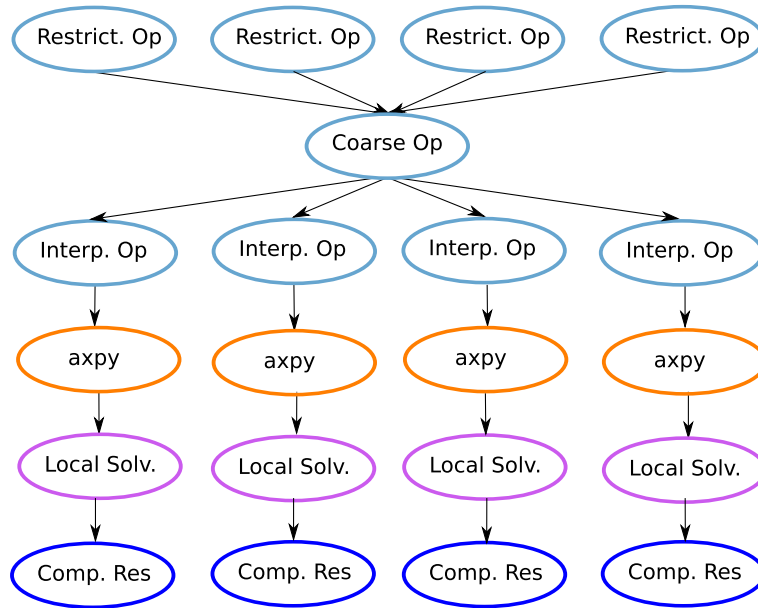 Restrict. Op
Restrict. Op
Restrict. Op
Restrict. Op
Coarse Op
Interp. Op
Interp. Op
Interp. Op
Interp. Op
axpy
axpy
axpy
axpy
Local Solv.
Local Solv.
Local Solv.
Local Solv.
Comp. Res
Comp. Res
Comp. Res
Comp. Res